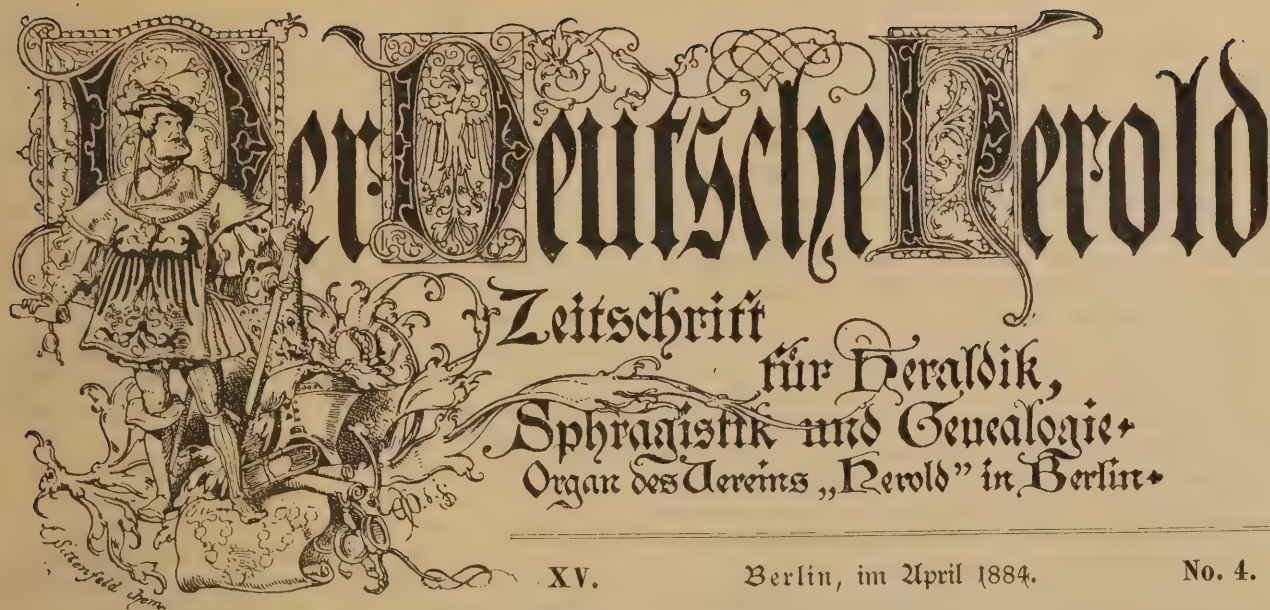 Der Deutsche Herold
Zeitschrift
für Heraldik,
Sphragistik und Genealogie.
Organ des Vereins „Herold” in Berlin.
XV. Berlin, im April 1884. No. 4.